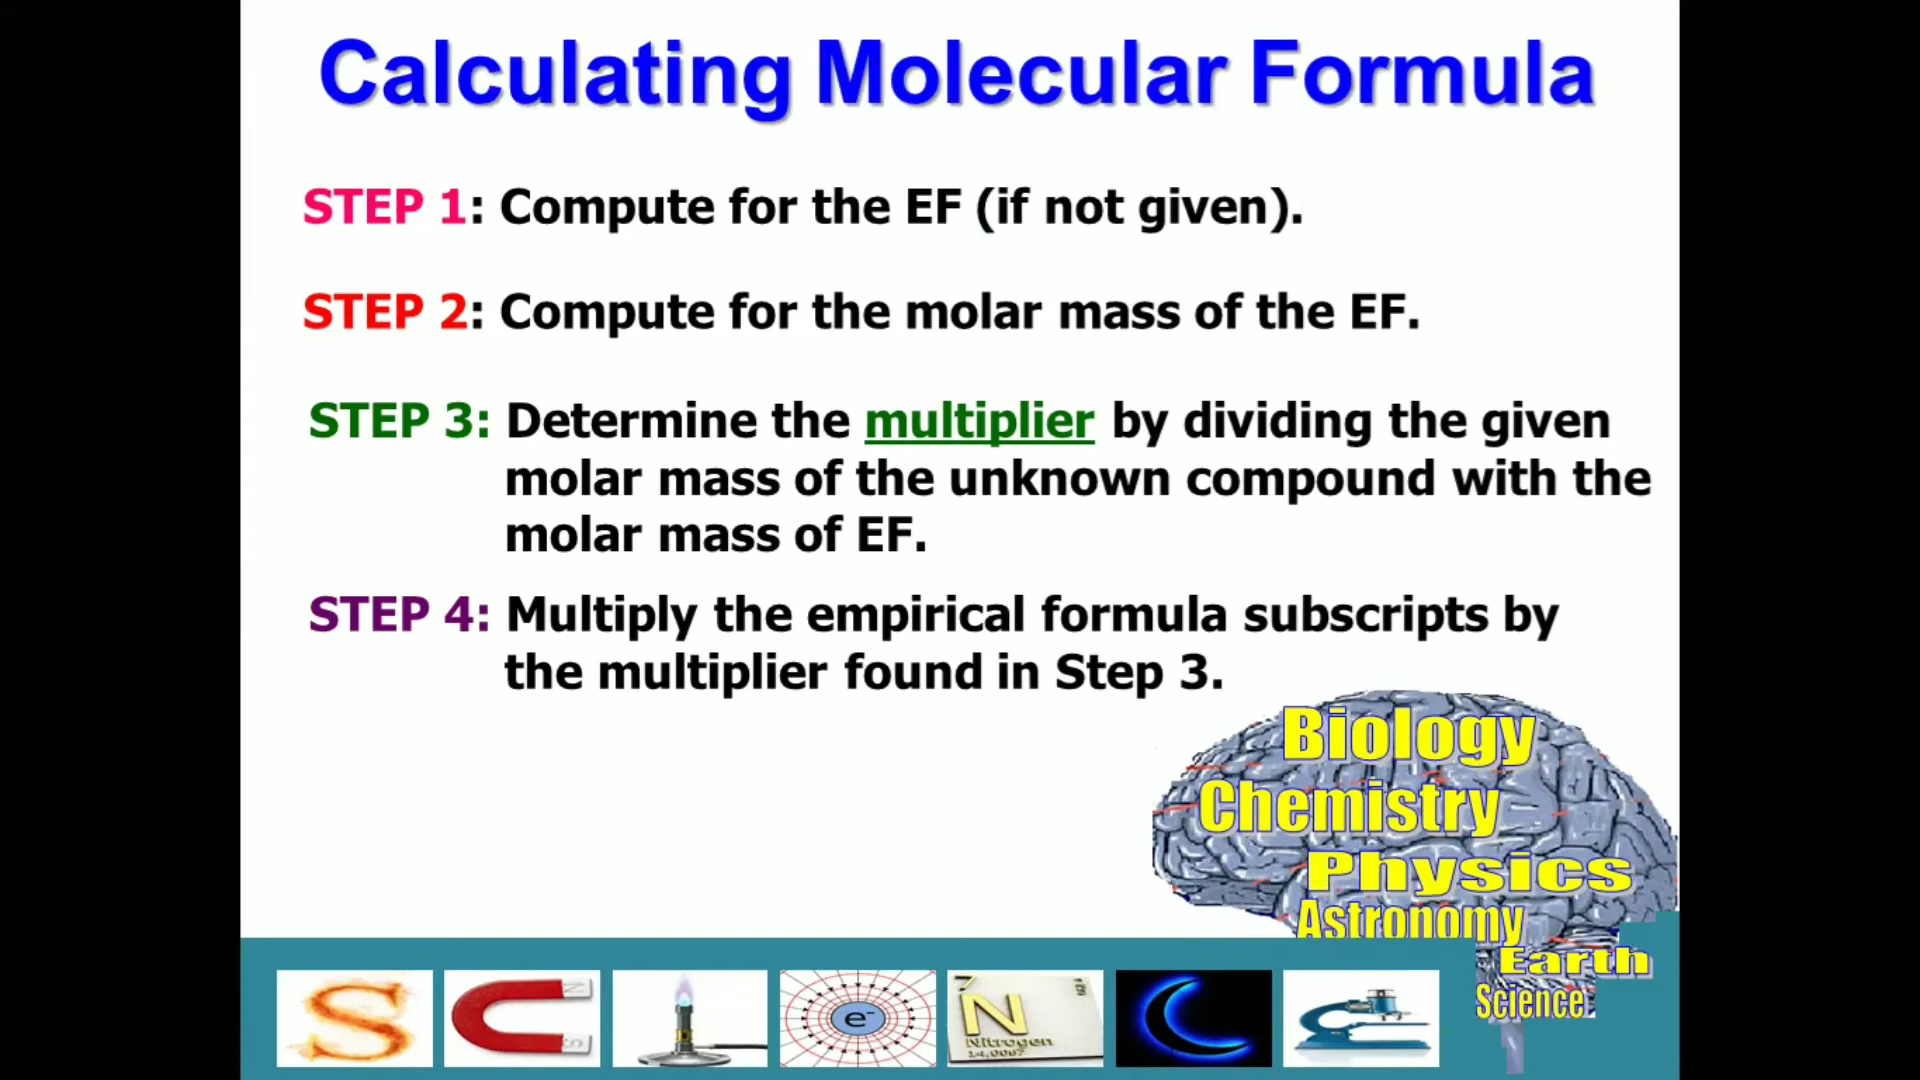 Calculating Molecular Formula
STEP 1: Compute for the EF (if not given).
STEP 2: Compute for the molar mass of the EF.
STEP 3: Determine the multiplier by dividing the given
molar mass of the unknown compound with the
molar mass of EF.
STEP 4: Multiply the empirical formula subscripts by
the multiplier found in Step 3.
Biology
Chemistry
Physics
Astronomy
Earth
Science
S
N
S
e⁻
7
N
Nitrogen
14.0067